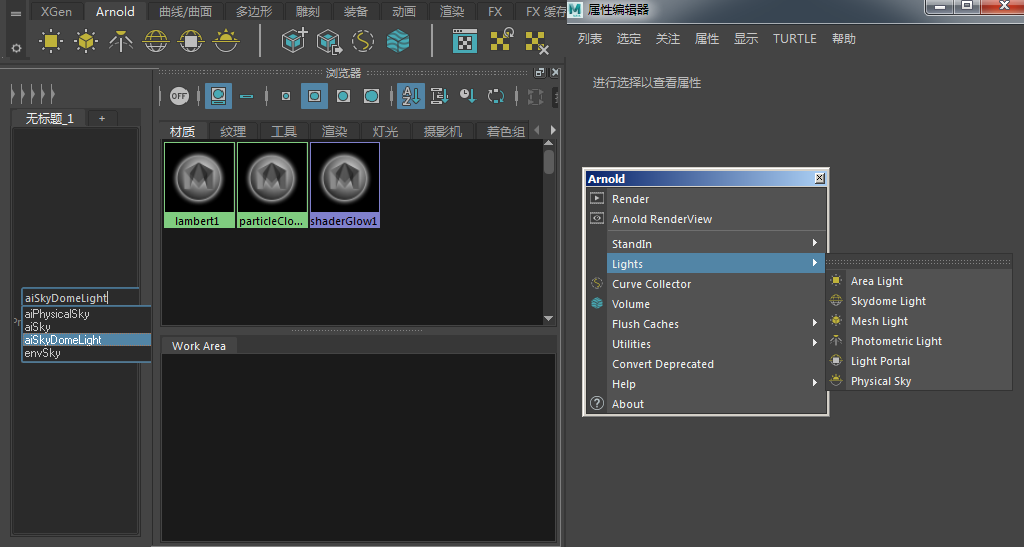 XGen Arnold 曲线/曲面 多边形 雕刻 装备 动画 渲染 FX FX 缓存
浏览器
OFF
无标题_1 +
材质 纹理 工具 渲染 灯光 摄影机 着色组
lambert1 particleClo... shaderGlow1
aiSkyDomeLight
aiPhysicalSky
aiSky
aiSkyDomeLight
envSky
Work Area
属性编辑器
列表 选定 关注 属性 显示 TURTLE 帮助
进行选择以查看属性
Arnold
Render
Arnold RenderView
StandIn
Lights
Curve Collector
Volume
Flush Caches
Utilities
Convert Deprecated
Help
About
Area Light
Skydome Light
Mesh Light
Photometric Light
Light Portal
Physical Sky